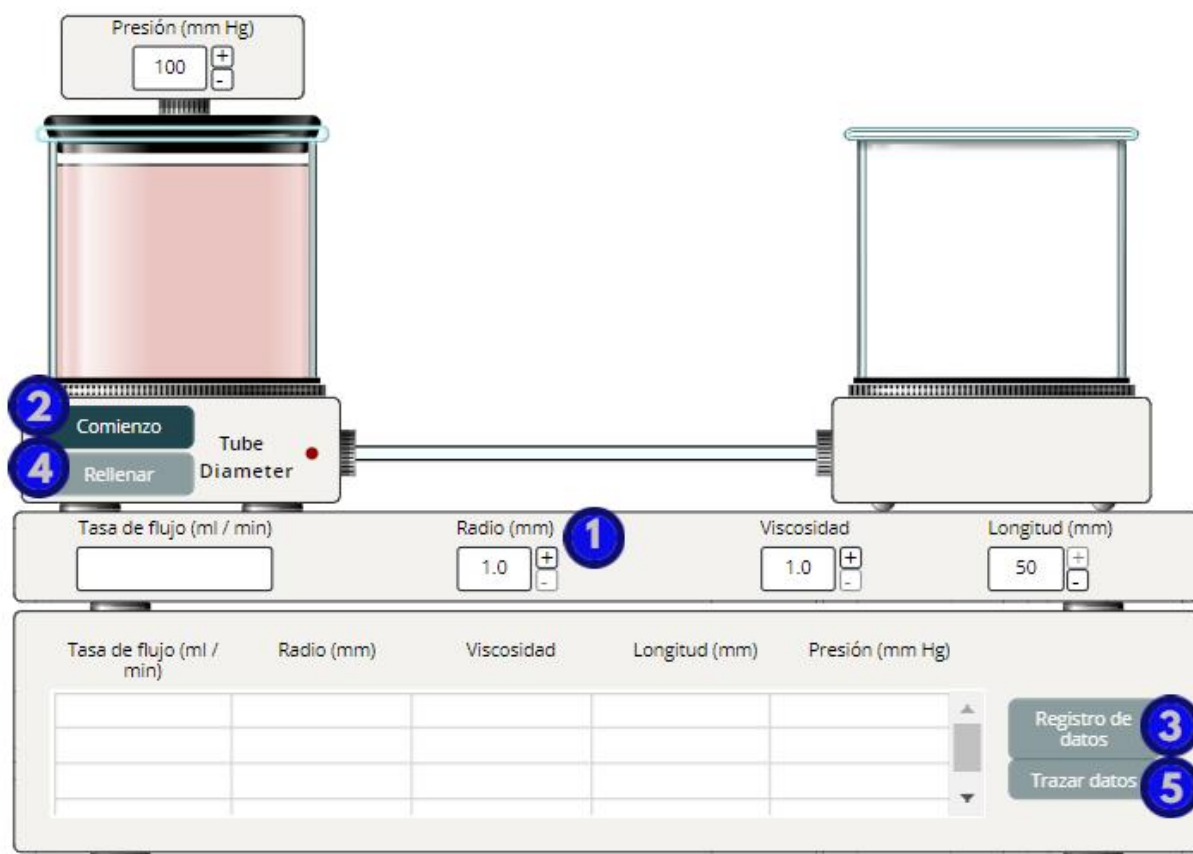 Presión (mm Hg)
100
+
-
2
Comienzo
4
Rellenar
Tube
Diameter
Tasa de flujo (ml / min)
Radio (mm)
1
Viscosidad
Longitud (mm)
1.0
+
-
1.0
+
-
50
+
-
Tasa de flujo (ml /
min)
Radio (mm)
Viscosidad
Longitud (mm)
Presión (mm Hg)
Registro de
datos
3
Trazar datos
5